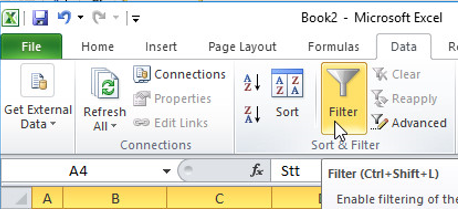 Book2 - Microsoft Excel
File Home Insert Page Layout Formulas Data
Get External Data
Refresh All
Connections
Properties
Edit Links
Connections
A Z
Z A
Sort
Filter
Clear
Reapply
Advanced
Sort & Filter
A4 fx Stt
A B C
Filter (Ctrl+Shift+L)
Enable filtering of the